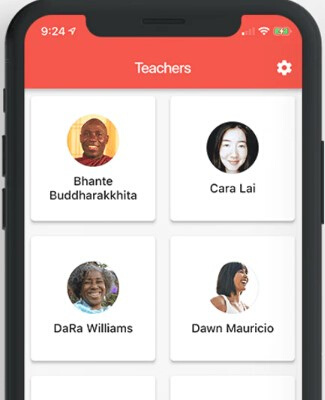 9:24
Teachers
Bhante
Buddharakkhita
Cara Lai
DaRa Williams
Dawn Mauricio